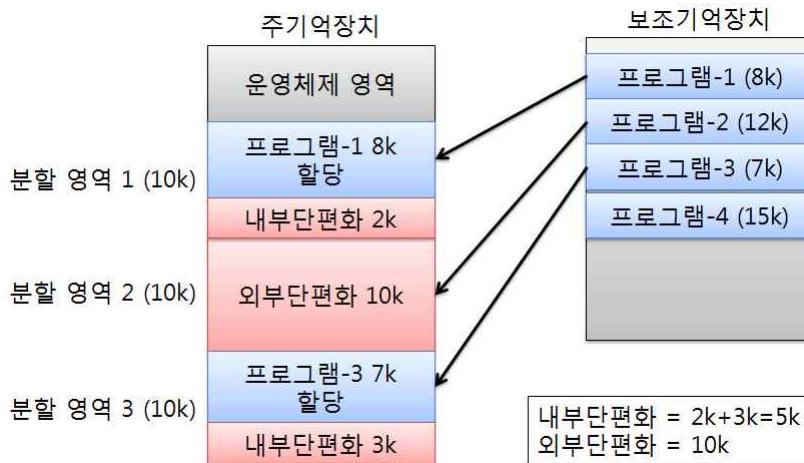 주기억장치
보조기억장치
운영체제 영역
프로그램-1 8k
할당
분할 영역 1 (10k)
내부단편화 2k
외부단편화 10k
분할 영역 2 (10k)
프로그램-3 7k
할당
분할 영역 3 (10k)
내부단편화 3k
프로그램-1 (8k)
프로그램-2 (12k)
프로그램-3 (7k)
프로그램-4 (15k)
내부단편화 = 2k+3k=5k
외부단편화 = 10k